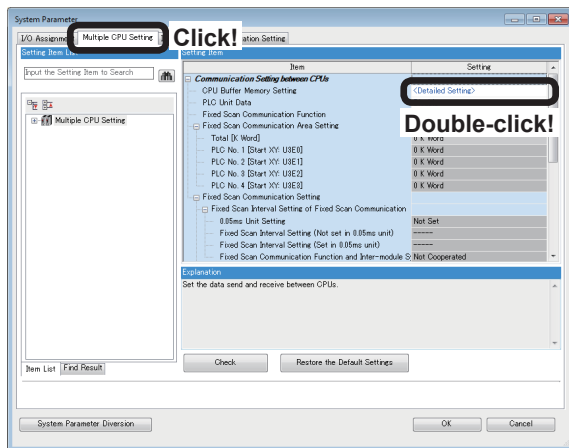 System Parameter
I/O Assignme Multiple CPU Setting Click! ation Setting
Setting Item Li Setting Item
Input the Setting Item to Search
Multiple CPU Setting
Item Setting
Communication Setting between CPUs
CPU Buffer Memory Setting <Detailed Setting>
PLC Unit Data
Fixed Scan Communication Function
Double-click!
Fixed Scan Communication Area Setting
Total [K Word] 0 K Word
PLC No. 1 [Start XY: U3E0] 0 K Word
PLC No. 2 [Start XY: U3E1] 0 K Word
PLC No. 3 [Start XY: U3E2] 0 K Word
PLC No. 4 [Start XY: U3E3] 0 K Word
Fixed Scan Communication Setting
Fixed Scan Interval Setting of Fixed Scan Communication
0.05ms Unit Setting Not Set
Fixed Scan Interval Setting (Not set in 0.05ms unit) -----
Fixed Scan Interval Setting (Set in 0.05ms unit) -----
Fixed Scan Communication Function and Inter-module S Not Cooperated
Explanation
Set the data send and receive between CPUs.
Item List Find Result
Check Restore the Default Settings
System Parameter Diversion OK Cancel